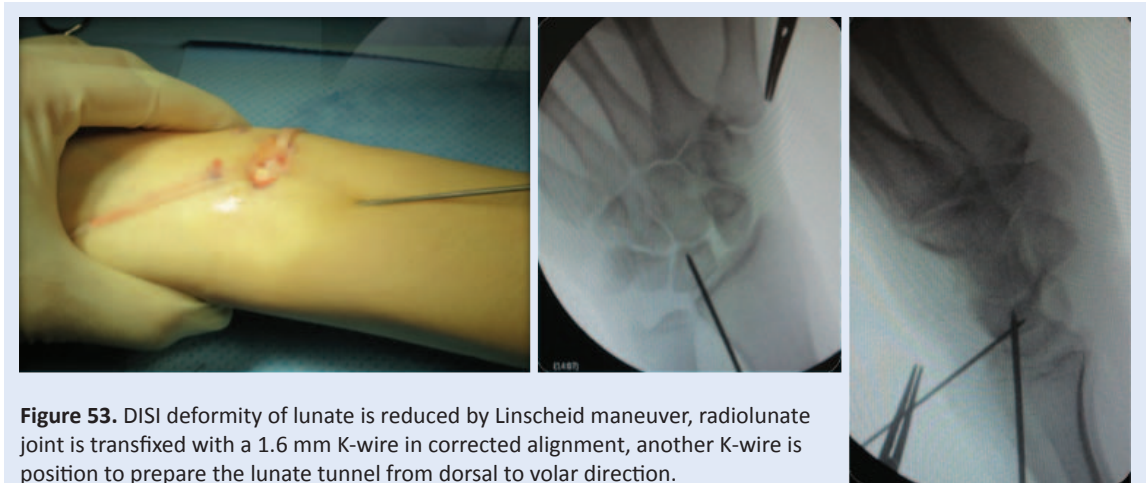 Figure 53. DISI deformity of lunate is reduced by Linscheid maneuver, radiolunate
joint is transfixed with a 1.6 mm K-wire in corrected alignment, another K-wire is
position to prepare the lunate tunnel from dorsal to volar direction.